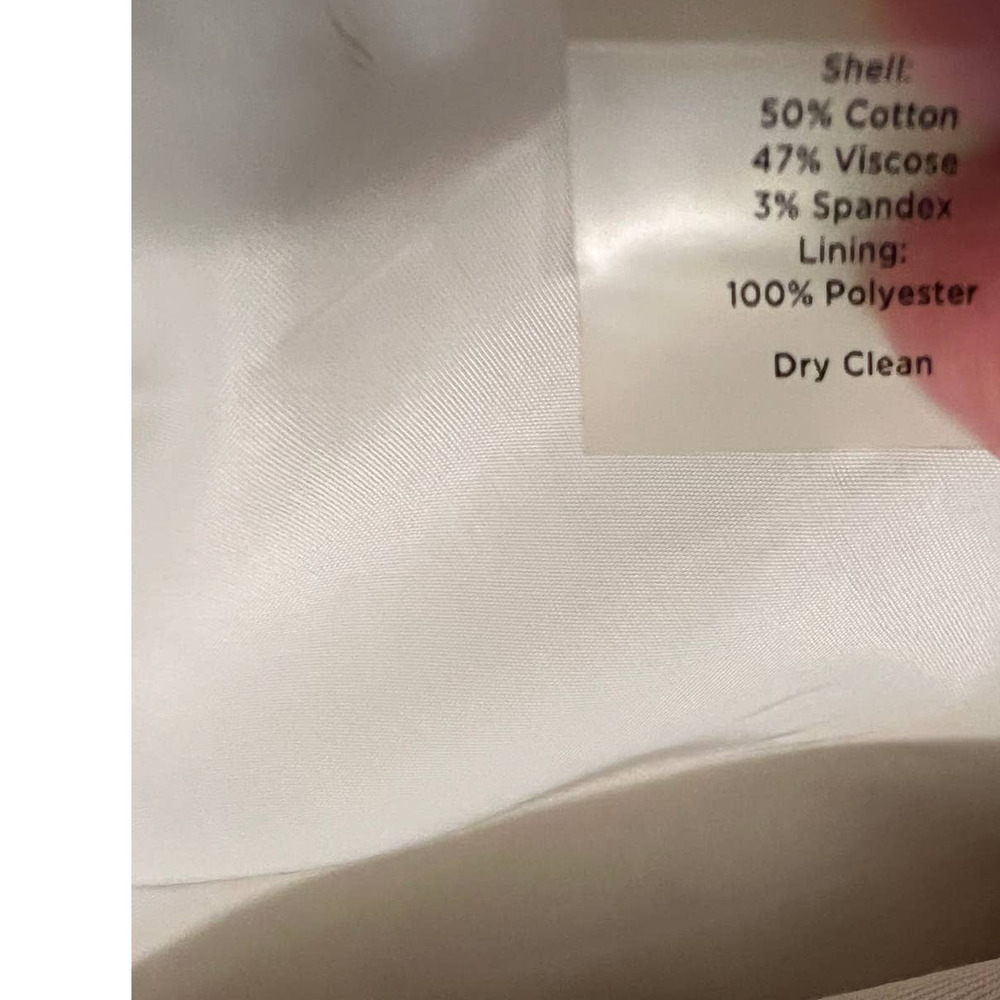 Shell:
50% Cotton
47% Viscose
3% Spandex
Lining:
100% Polyester
Dry Clean